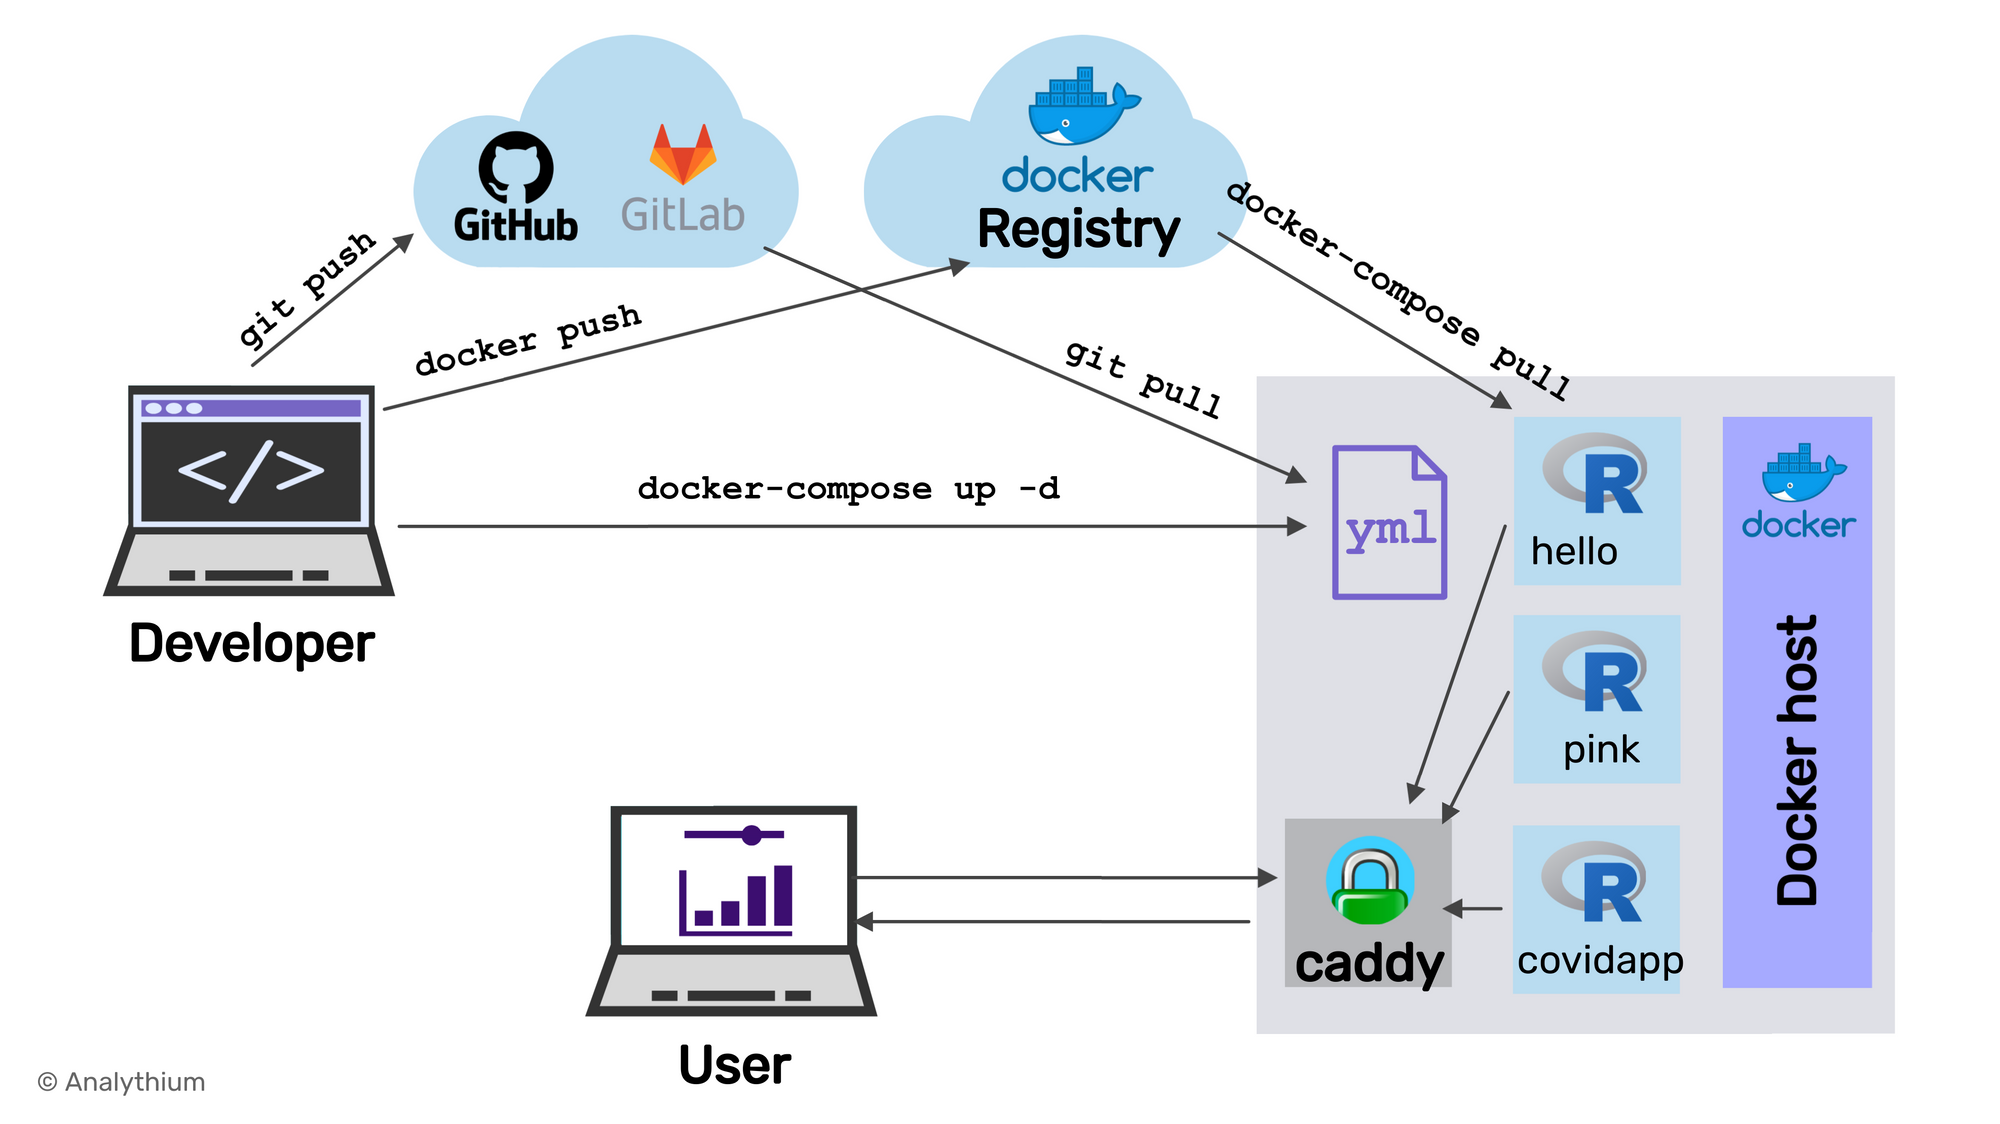 docker
GitHub
GitLab
Registry
git push
docker push
git pull
docker-compose pull
</>
docker-compose up -d
yml
hello
docker
Developer
pink
Docker host
caddy
covidapp
User
© Analythium